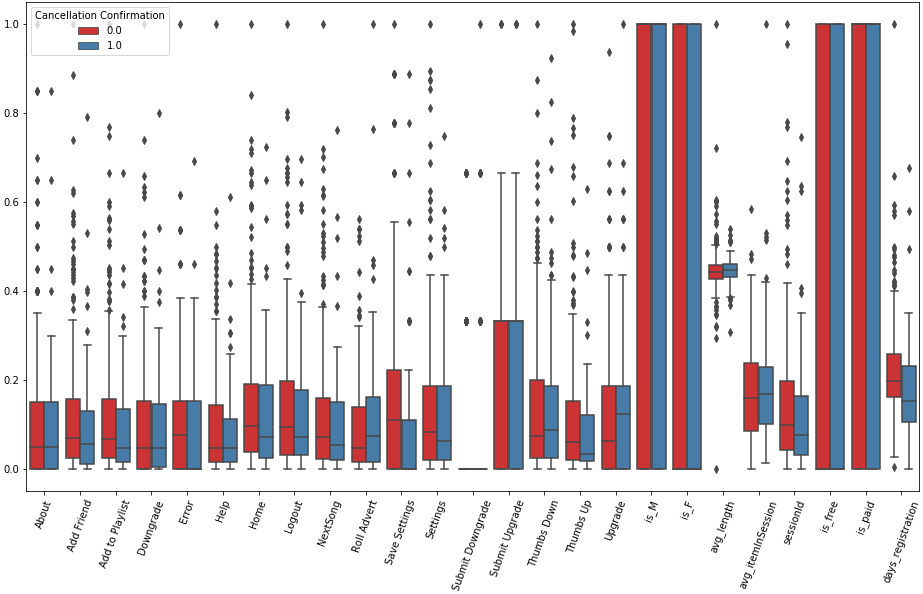 Cancellation Confirmation
0.0
1.0
1.0
0.8
0.6
0.4
0.2
0.0
About
Add Friend
Add to Playlist
Downgrade
Error
Help
Home
Logout
NextSong
Roll Advert
Save Settings
Settings
Submit Downgrade
Submit Upgrade
Thumbs Down
Thumbs Up
Upgrade
is_M
is_F
avg_length
avg_itemInSession
sessionId
is_free
is_paid
days_registration